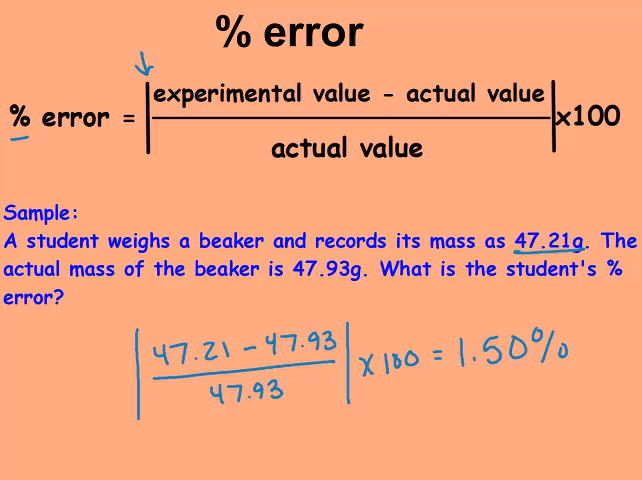 % error
experimental value - actual value
% error = | | x100
actual value
Sample:
A student weighs a beaker and records its mass as 47.21g. The
actual mass of the beaker is 47.93g. What is the student's %
error?
47.21 - 47.93
| | x 100 = 1.50%
47.93